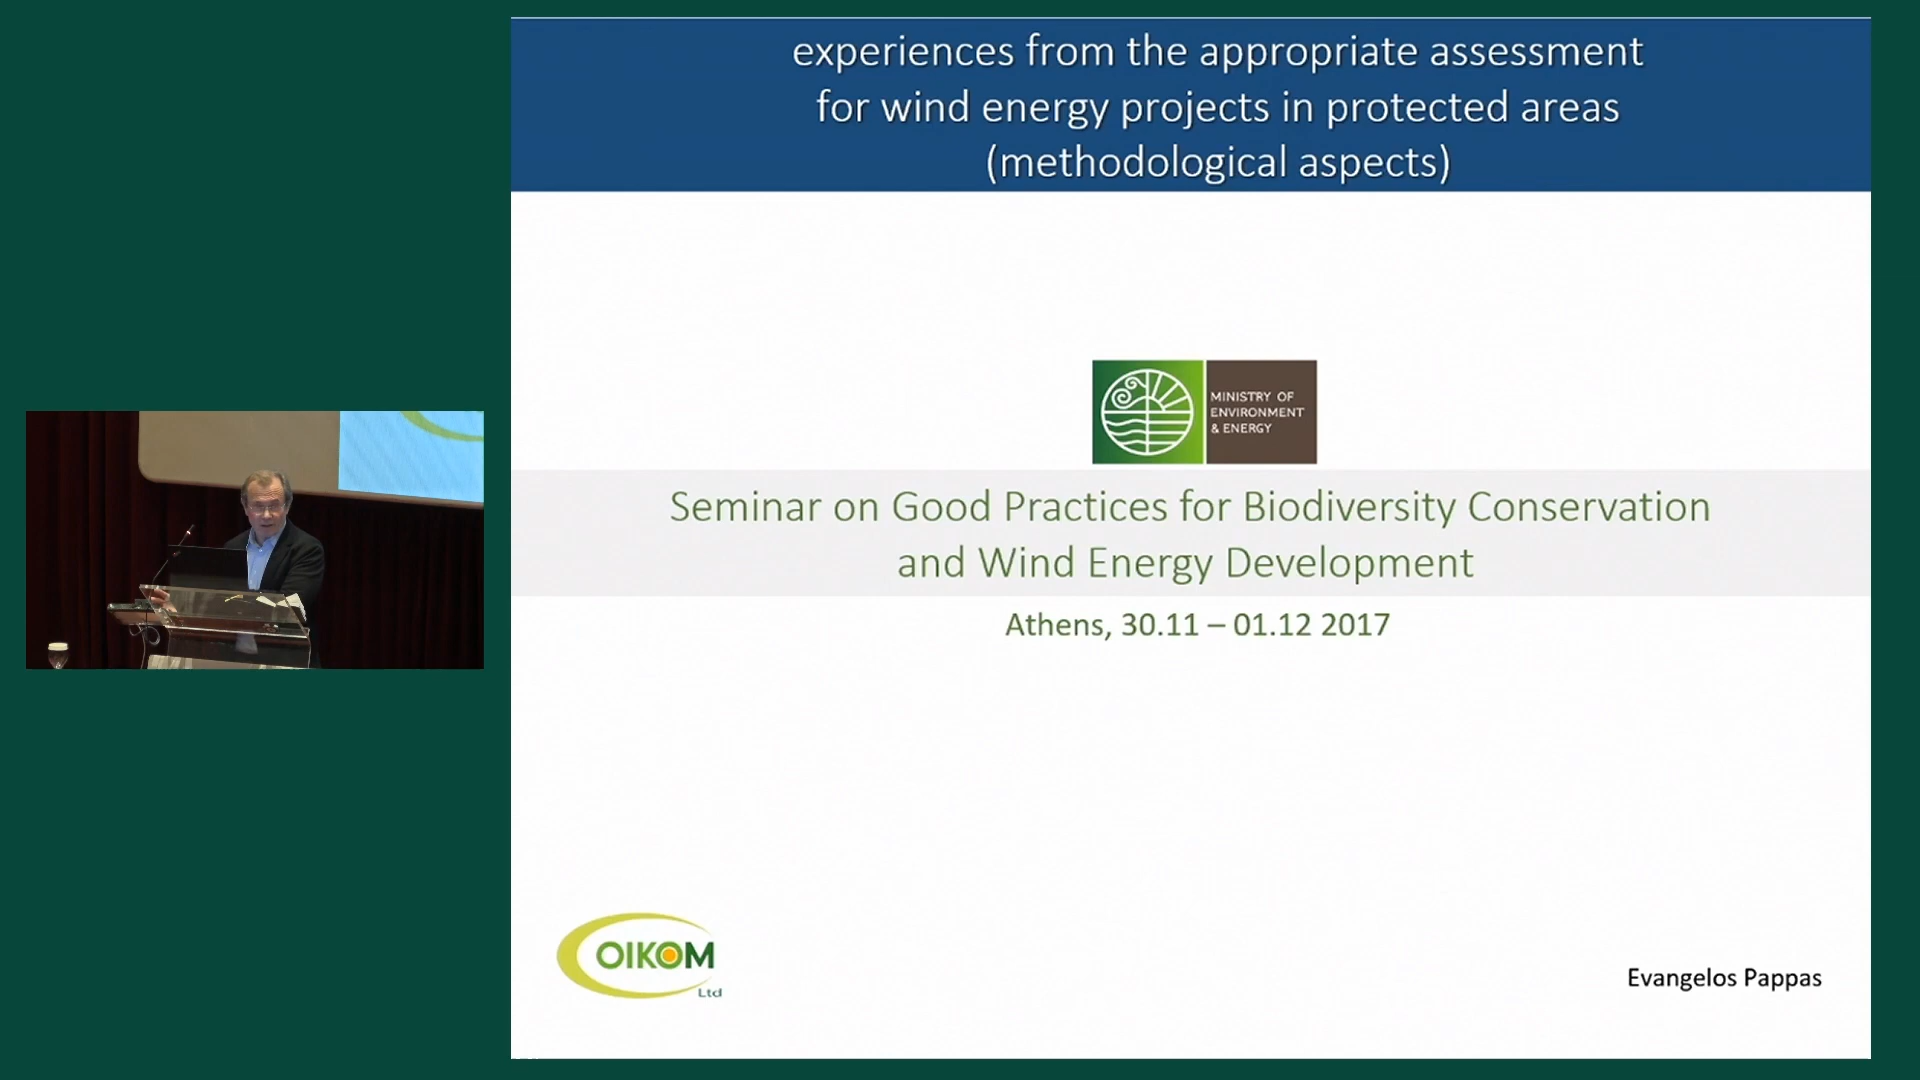 experiences from the appropriate assessment
for wind energy projects in protected areas
(methodological aspects)
MINISTRY OF
ENVIRONMENT
& ENERGY
Seminar on Good Practices for Biodiversity Conservation
and Wind Energy Development
Athens, 30.11 – 01.12 2017
OIKOM
Ltd
Evangelos Pappas